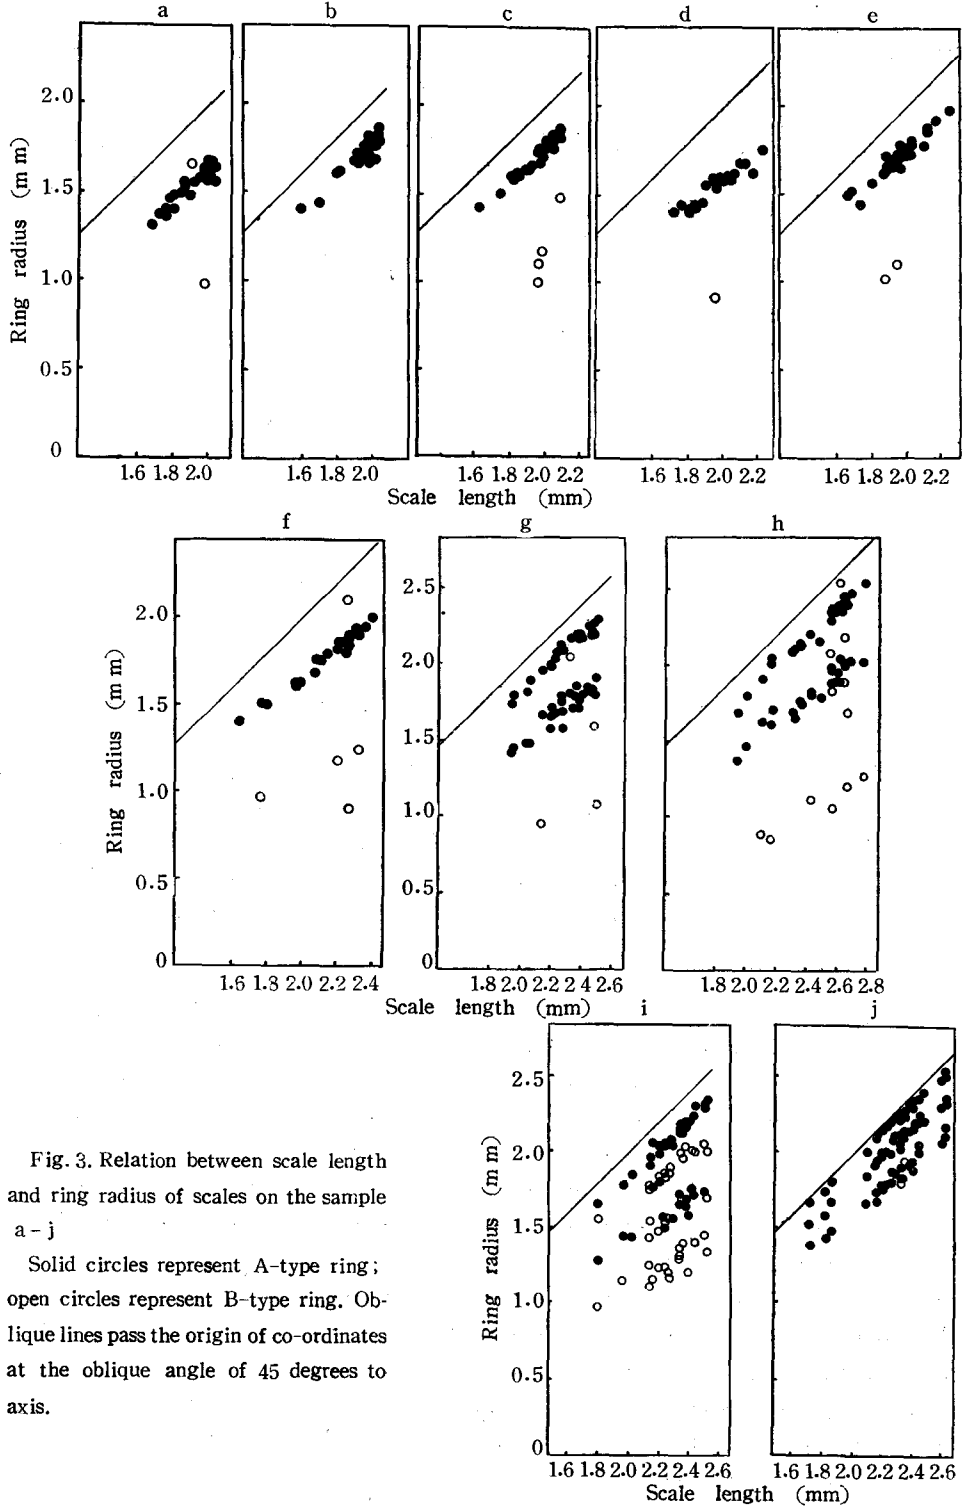 a b c d e
2.0
1.5
1.0
0.5
0
Ring radius (mm)
1.6 1.8 2.0 1.6 1.8 2.0 1.6 1.8 2.0 2.2 1.6 1.8 2.0 2.2 1.6 1.8 2.0 2.2
Scale length (mm)
f g h
2.0
1.5
1.0
0.5
0
Ring radius (mm)
2.5
2.0
1.5
1.0
0.5
0
1.6 1.8 2.0 2.2 2.4 1.8 2.0 2.2 2 4 2.6 1.8 2.0 2.2 2.4 2.6 2.8
Scale length (mm)
i j
2.5
2.0
1.5
1.0
0.5
0
Ring radius (mm)
1.6 1.8 2.0 2.2 2.4 2.6 1.6 1.8 2.0 2.2 2.4 2.6
Scale length (mm)
Fig. 3. Relation between scale length
and ring radius of scales on the sample
a - j
Solid circles represent A-type ring;
open circles represent B-type ring. Ob-
lique lines pass the origin of co-ordinates
at the oblique angle of 45 degrees to
axis.